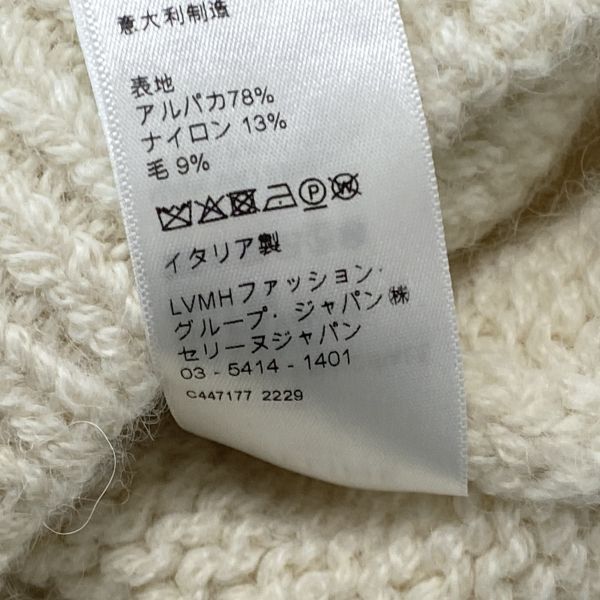 意大利制造
表地
アルパカ78%
ナイロン 13%
毛 9%
イタリア製
LVMHファッション・
グループ・ジャパン㈱
セリーヌジャパン
03 - 5414 - 1401
C447177 2229